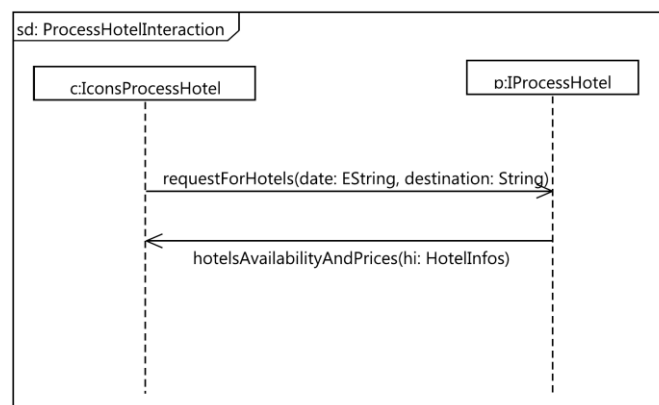 sd: ProcessHotelInteraction
c:IconsProcessHotel
p:IProcessHotel
requestForHotels(date: EString, destination: String)
hotelsAvailabilityAndPrices(hi: HotelInfos)